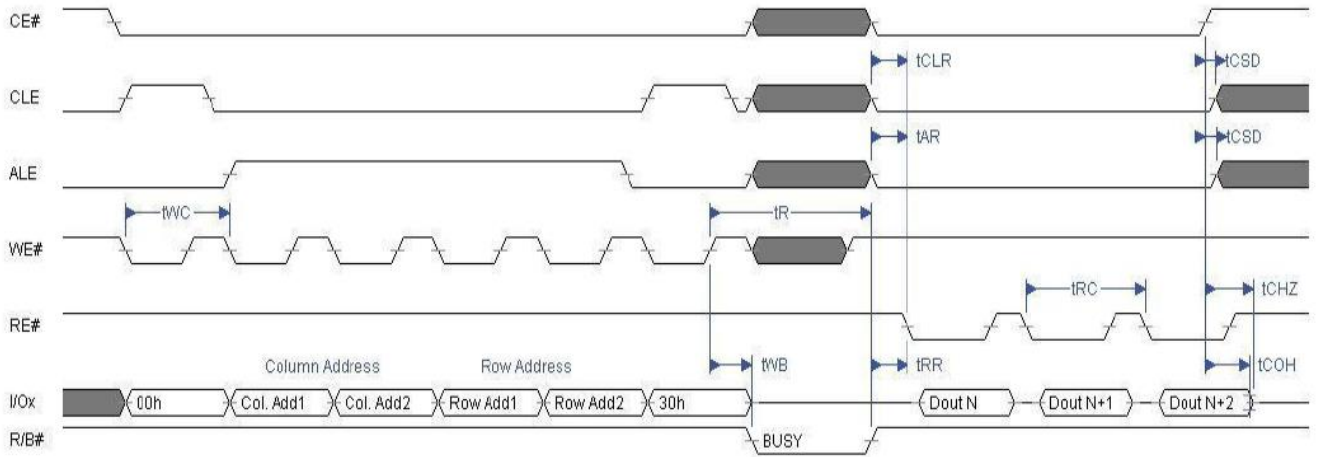 CE#
tCLR tCSD
CLE
tAR tCSD
ALE
tWC tR
WE#
tRC tCHZ
RE#
Column Address Row Address tWB tRR tCOH
I/Ox 00h Col. Add1 Col. Add2 Row Add1 Row Add2 30h Dout N Dout N+1 Dout N+2
R/B# BUSY